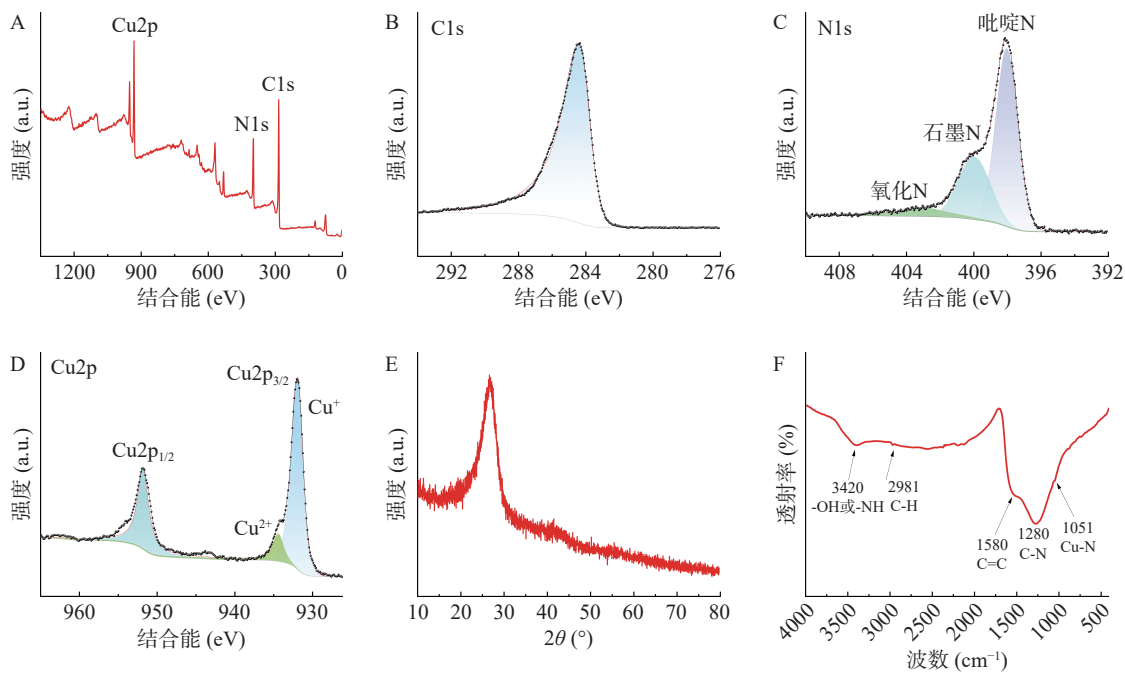 A
Cu2p
C1s
N1s
强度 (a.u.)
1200 900 600 300 0
结合能 (eV)
B
C1s
强度 (a.u.)
292 288 284 280 276
结合能 (eV)
C
N1s
吡啶N
石墨N
氧化N
强度 (a.u.)
408 404 400 396 392
结合能 (eV)
D
Cu2p
Cu2p3/2
Cu⁺
Cu2p1/2
Cu²⁺
强度 (a.u.)
960 950 940 930
结合能 (eV)
E
强度 (a.u.)
10 20 30 40 50 60 70 80
2θ (°)
F
透射率 (%)
3420
-OH或-NH
2981
C-H
1580
C=C
1280
C-N
1051
Cu-N
4000 3500 3000 2500 2000 1500 1000 500
波数 (cm⁻¹)